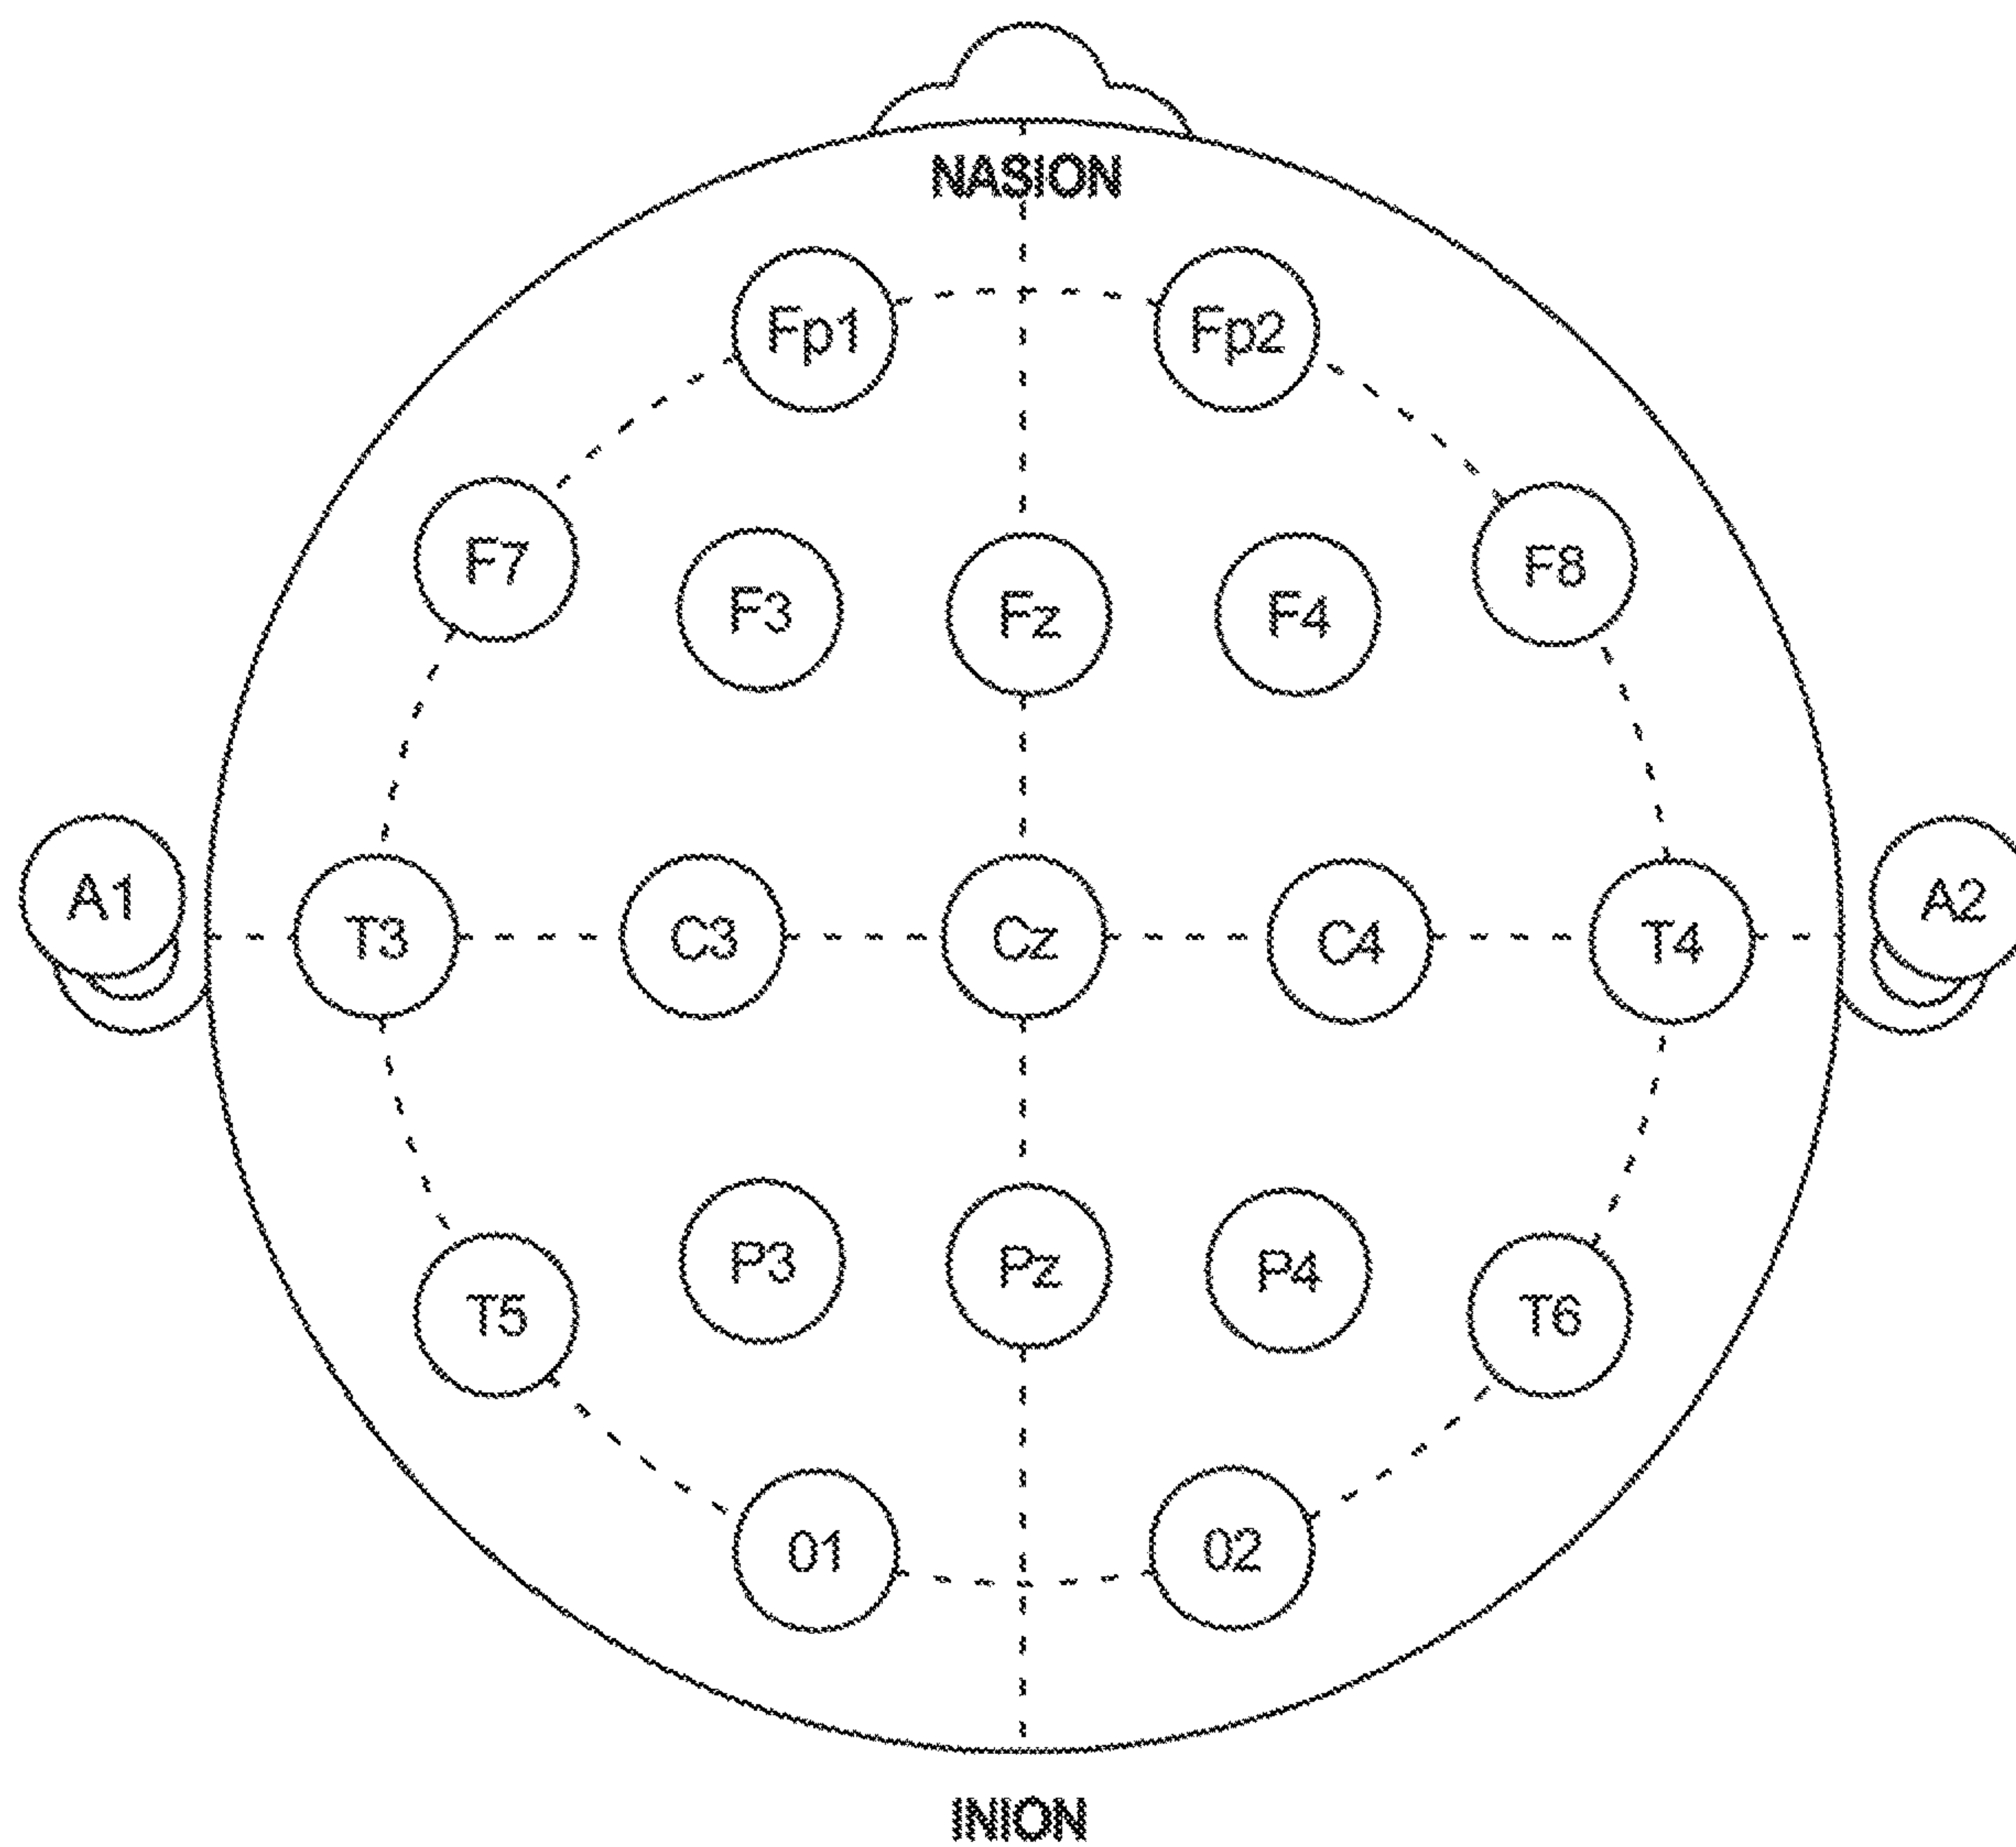 NASION
Fp1 Fp2
F7 F3 Fz F4 F8
A1 T3 C3 Cz C4 T4 A2
T5 P3 Pz P4 T6
01 02
INION